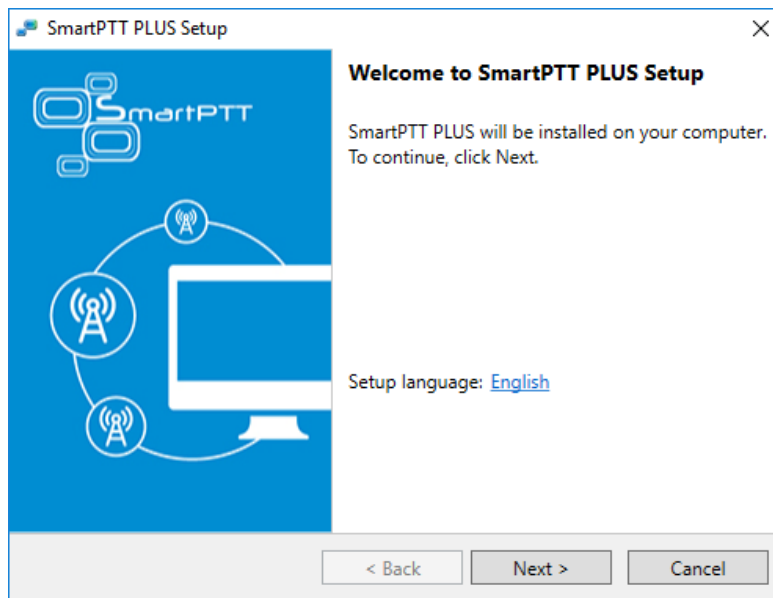 SmartPTT PLUS Setup
SmartPTT
Welcome to SmartPTT PLUS Setup
SmartPTT PLUS will be installed on your computer.
To continue, click Next.
Setup language: English
< Back
Next >
Cancel